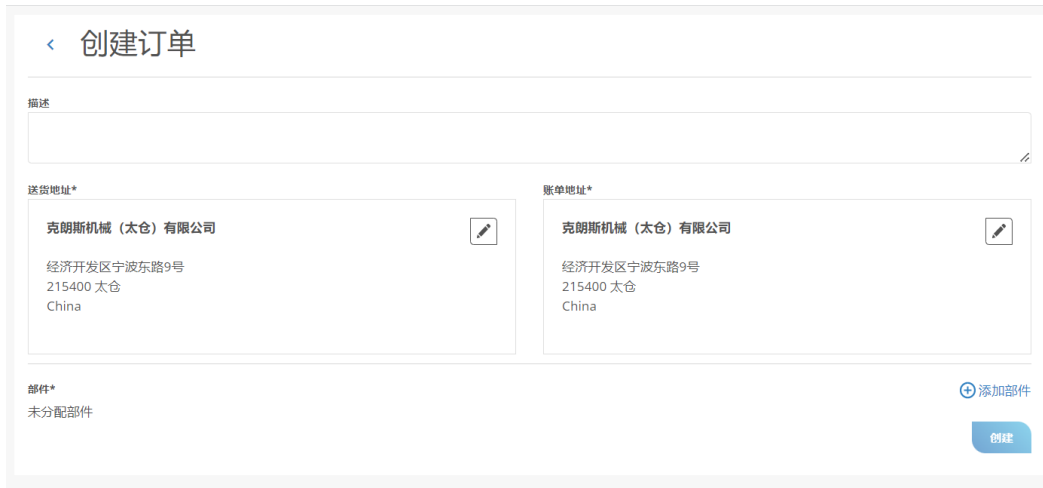 创建订单
描述
送货地址*
克朗斯机械（太仓）有限公司
经济开发区宁波东路9号
215400 太仓
China
账单地址*
克朗斯机械（太仓）有限公司
经济开发区宁波东路9号
215400 太仓
China
部件*
添加部件
未分配部件
创建